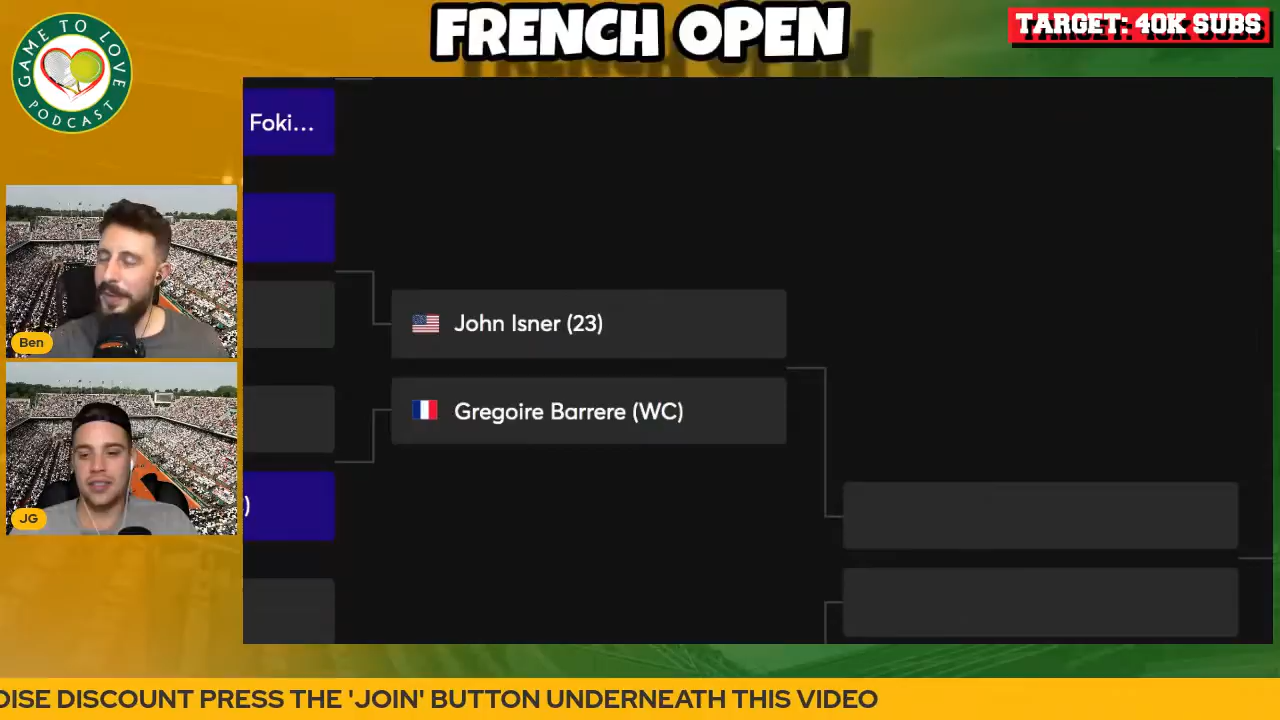 FRENCH OPEN
TARGET: 40K SUBS
GAME TO LOVE
PODCAST
Foki...
John Isner (23)
Gregoire Barrere (WC)
)
Ben
JG
OISE DISCOUNT PRESS THE 'JOIN' BUTTON UNDERNEATH THIS VIDEO